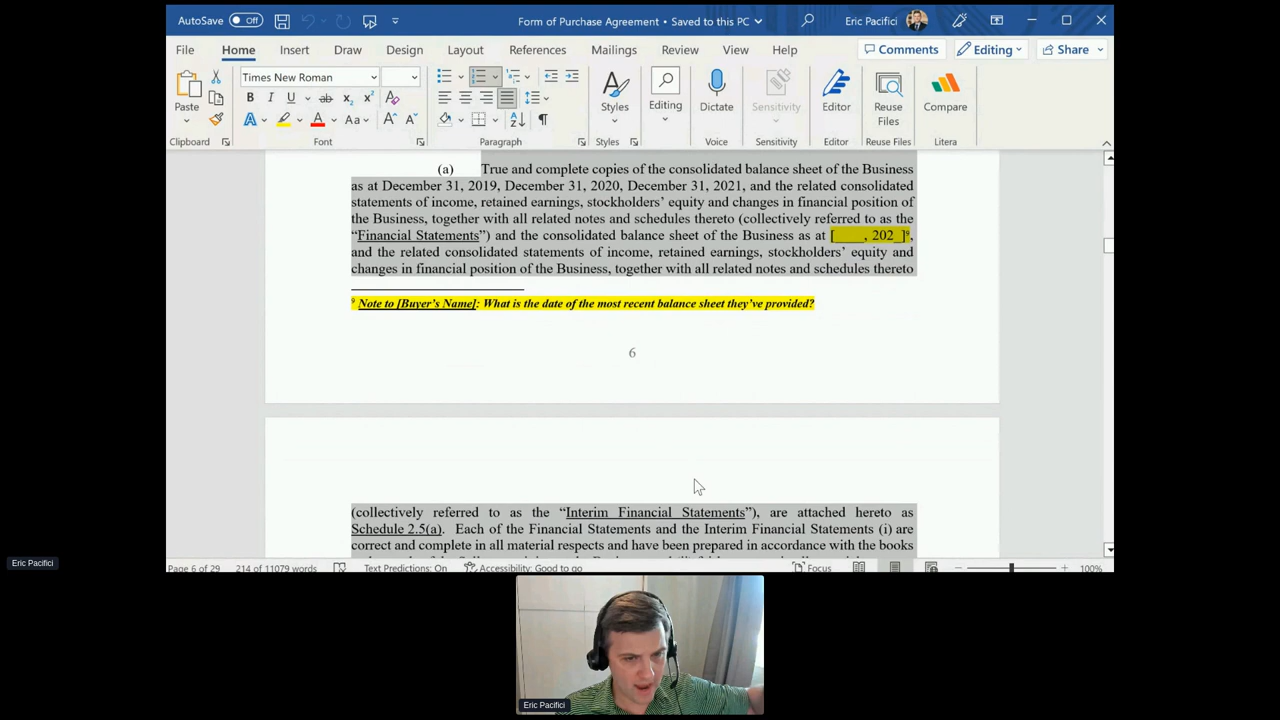 AutoSave Off Form of Purchase Agreement • Saved to this PC Eric Pacifici
File Home Insert Draw Design Layout References Mailings Review View Help Comments Editing Share
Times New Roman
Paste B I U ab x₂ x² A Styles Editing Dictate Sensitivity Editor Reuse Files Compare
A A Aa A A
Clipboard Font Paragraph Styles Voice Sensitivity Editor Reuse Files Litera
(a) True and complete copies of the consolidated balance sheet of the Business
as at December 31, 2019, December 31, 2020, December 31, 2021, and the related consolidated
statements of income, retained earnings, stockholders’ equity and changes in financial position of
the Business, together with all related notes and schedules thereto (collectively referred to as the
“Financial Statements”) and the consolidated balance sheet of the Business as at [____, 202_]⁹,
and the related consolidated statements of income, retained earnings, stockholders’ equity and
changes in financial position of the Business, together with all related notes and schedules thereto
⁹ Note to [Buyer’s Name]: What is the date of the most recent balance sheet they’ve provided?
6
(collectively referred to as the “Interim Financial Statements”), are attached hereto as
Schedule 2.5(a). Each of the Financial Statements and the Interim Financial Statements (i) are
correct and complete in all material respects and have been prepared in accordance with the books
Page 6 of 29 214 of 11079 words Text Predictions: On Accessibility: Good to go Focus 100%
Eric Pacifici
Eric Pacifici